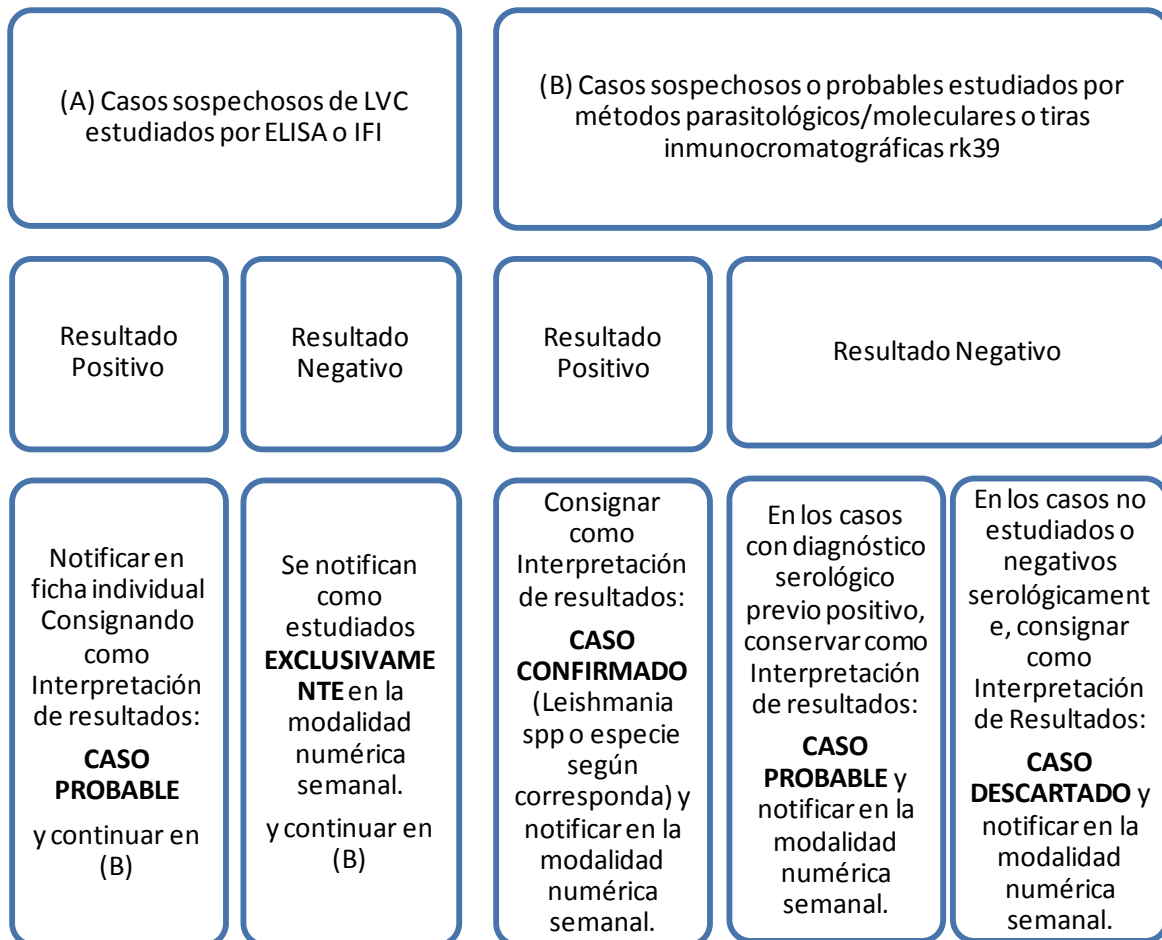 (A) Casos sospechosos de LVC
estudiados por ELISA o IFI
(B) Casos sospechosos o probables estudiados por
métodos parasitológicos/moleculares o tiras
inmunocromatográficas rk39
Resultado
Positivo
Resultado
Negativo
Resultado
Positivo
Resultado Negativo
Notificar en
ficha individual
Consignando
como
Interpretación
de resultados:
CASO
PROBABLE
y continuar en
(B)
Se notifican
como
estudiados
EXCLUSIVAME
NTE en la
modalidad
numérica
semanal.
y continuar en
(B)
Consignar
como
Interpretación
de resultados:
CASO
CONFIRMADO
(Leishmania
spp o especie
según
corresponda) y
notificar en la
modalidad
numérica
semanal.
En los casos
con diagnóstico
serológico
previo positivo,
conservar como
Interpretación
de resultados:
CASO
PROBABLE y
notificar en la
modalidad
numérica
semanal.
En los casos no
estudiados o
negativos
serológicament
e, consignar
como
Interpretación
de Resultados:
CASO
DESCARTADO y
notificar en la
modalidad
numérica
semanal.